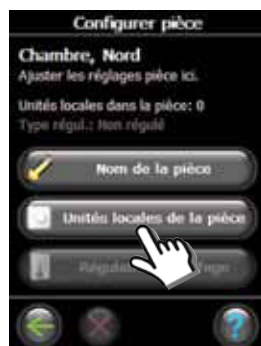 Configurer pièce
Chambre, Nord
Ajuster les réglages pièce ici.
Unités locales dans la pièce: 0
Type régul.: Non régulé
Nom de la pièce
Unités locales de la pièce
?